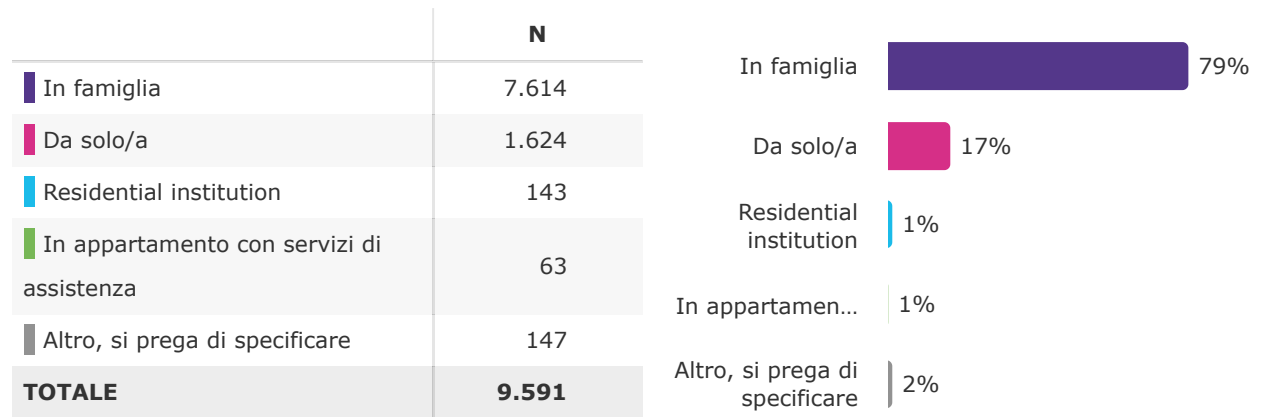 N
In famiglia 7.614
Da solo/a 1.624
Residential institution 143
In appartamento con servizi di
assistenza 63
Altro, si prega di specificare 147
TOTALE 9.591
In famiglia 79%
Da solo/a 17%
Residential
institution 1%
In appartamen... 1%
Altro, si prega di
specificare 2%